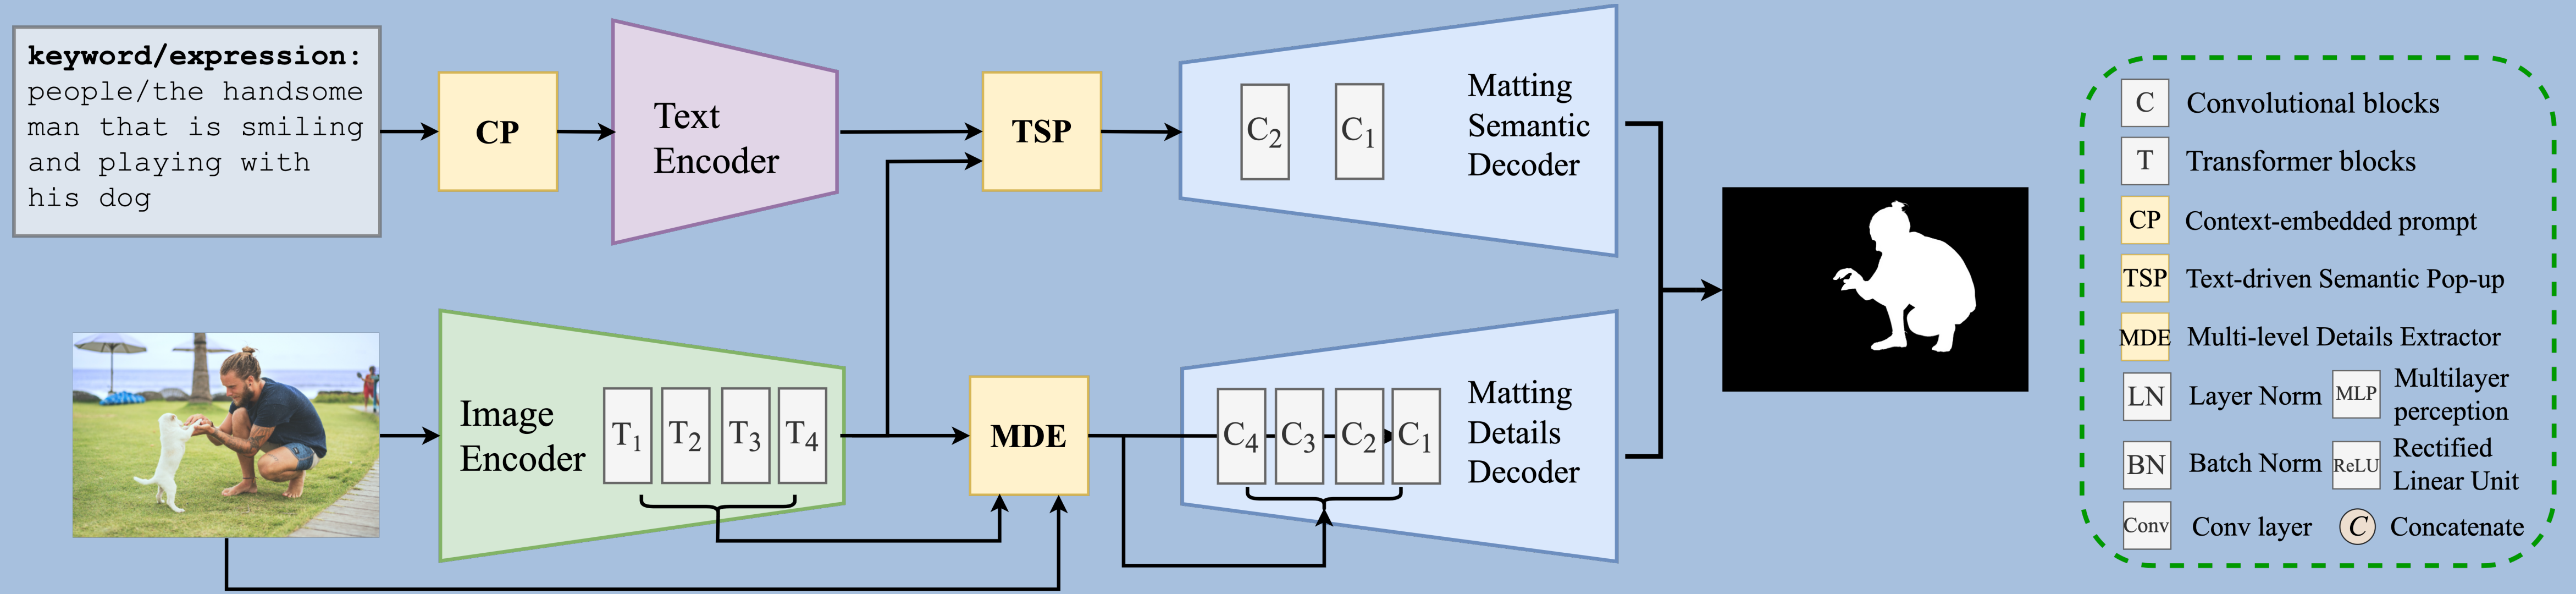 keyword/expression:
people/the handsome
man that is smiling
and playing with
his dog
CP
Text
Encoder
TSP
C2
C1
Matting
Semantic
Decoder
Image
Encoder
T1
T2
T3
T4
MDE
C4
C3
C2
C1
Matting
Details
Decoder
C Convolutional blocks
T Transformer blocks
CP Context-embedded prompt
TSP Text-driven Semantic Pop-up
MDE Multi-level Details Extractor
LN Layer Norm
MLP Multilayer
perception
BN Batch Norm
ReLU Rectified
Linear Unit
Conv Conv layer
C Concatenate